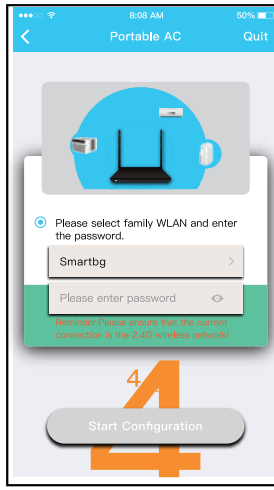 8:08 AM
50%
Portable AC
Quit
Please select family WLAN and enter
the password.
Smartbg
Please enter password
Reminder:Please ensure that the current
connection is the 2.4G wireless network!
4
4
Start Configuration